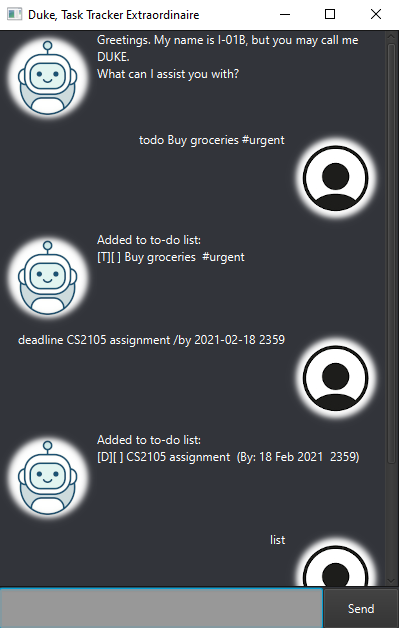 Duke, Task Tracker Extraordinaire
Greetings. My name is I-01B, but you may call me
DUKE.
What can I assist you with?
todo Buy groceries #urgent
Added to to-do list:
[T][ ] Buy groceries  #urgent
deadline CS2105 assignment /by 2021-02-18 2359
Added to to-do list:
[D][ ] CS2105 assignment  (By: 18 Feb 2021  2359)
list
Send